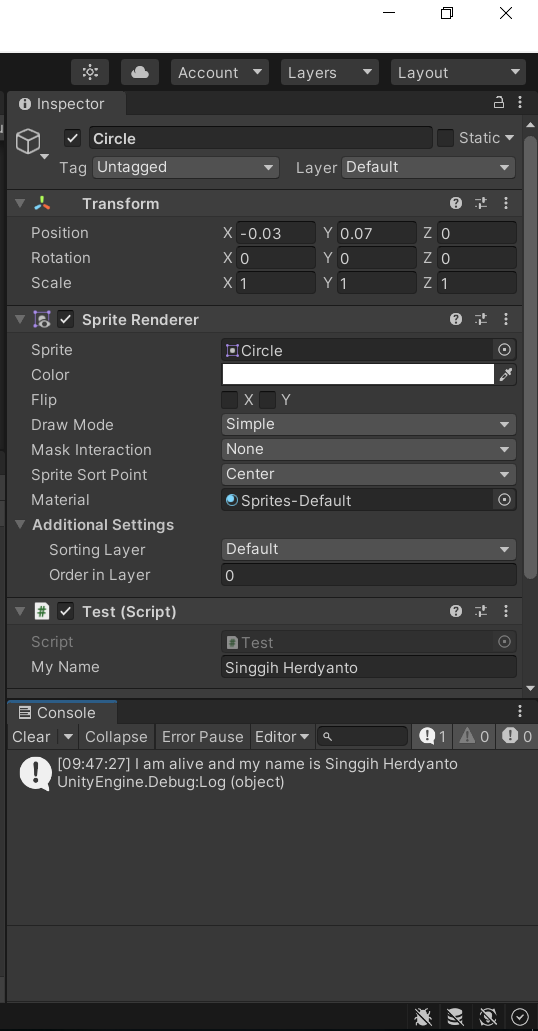 Account Layers Layout
Inspector
Circle Static
Tag Untagged Layer Default
Transform
Position X -0.03 Y 0.07 Z 0
Rotation X 0 Y 0 Z 0
Scale X 1 Y 1 Z 1
Sprite Renderer
Sprite Circle
Color
Flip X Y
Draw Mode Simple
Mask Interaction None
Sprite Sort Point Center
Material Sprites-Default
Additional Settings
Sorting Layer Default
Order in Layer 0
# Test (Script)
Script # Test
My Name Singgih Herdyanto
Console
Clear Collapse Error Pause Editor 1 0 0
[09:47:27] I am alive and my name is Singgih Herdyanto
UnityEngine.Debug:Log (object)